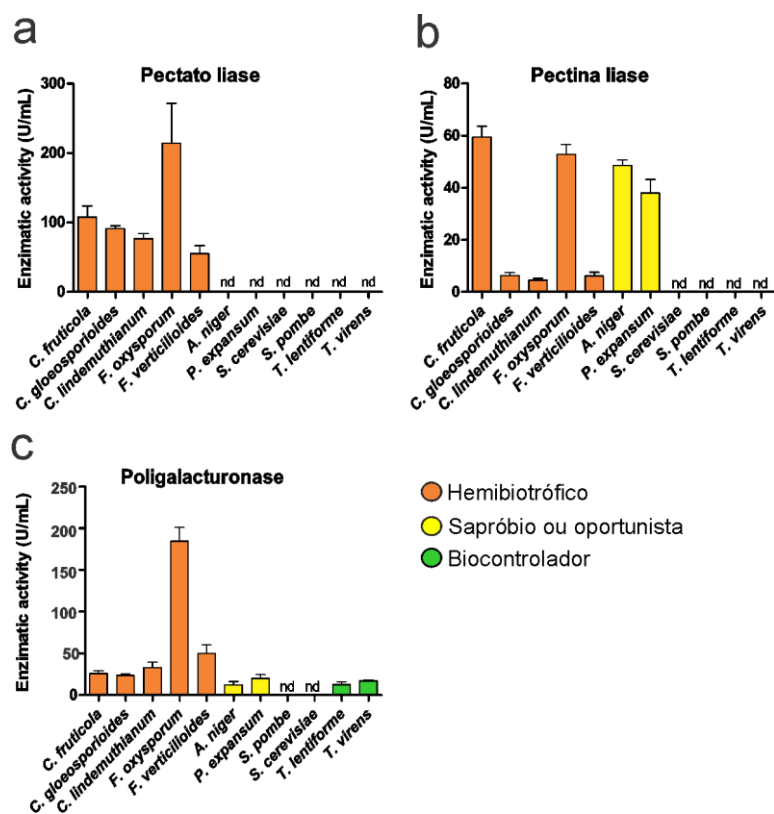 a
Pectato liase
Enzimatic activity (U/mL)
300
200
100
0
nd nd nd nd nd nd
C. fruticola
C. gloeosporioides
C. lindemuthianum
F. oxysporum
F. verticilloides
A. niger
P. expansum
S. cerevisiae
S. pombe
T. lentiforme
T. virens
b
Pectina liase
Enzimatic activity (U/mL)
80
60
40
20
0
nd nd nd nd
C. fruticola
C. gloeosporioides
C. lindemuthianum
F. oxysporum
F. verticillioides
A. niger
P. expansum
S. cerevisiae
S. pombe
T. lentiforme
T. virens
c
Poligalacturonase
Enzimatic activity (U/mL)
250
200
150
100
50
0
nd nd
C. fruticola
C. gloeosporioides
C. lindemuthianum
F. oxysporum
F. verticillioides
A. niger
P. expansum
S. pombe
S. cerevisiae
T. lentiforme
T. virens
Hemibiotrófico
Sapróbio ou oportunista
Biocontrolador